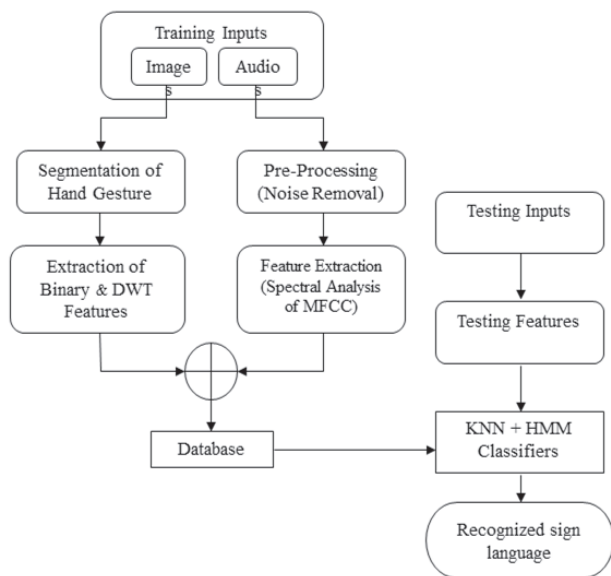 Training Inputs
Image
s
Audio
s
Segmentation of
Hand Gesture
Pre-Processing
(Noise Removal)
Extraction of
Binary & DWT
Features
Feature Extraction
(Spectral Analysis
of MFCC)
Database
Testing Inputs
Testing Features
KNN + HMM
Classifiers
Recognized sign
language